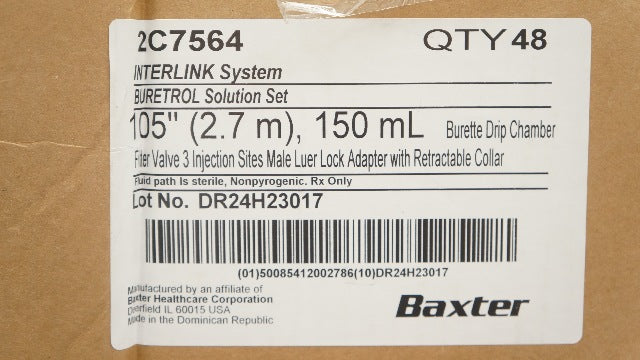 2C7564 QTY 48
INTERLINK System
BURETROL Solution Set
105" (2.7 m), 150 mL Burette Drip Chamber
Filter Valve 3 Injection Sites Male Luer Lock Adapter with Retractable Collar
Fluid path Is sterile, Nonpyrogenic. Rx Only
Lot No. DR24H23017
(01)50085412002786(10)DR24H23017
Manufactured by an affiliate of
Baxter Healthcare Corporation
Deerfield IL 60015 USA
Made in the Dominican Republic
Baxter